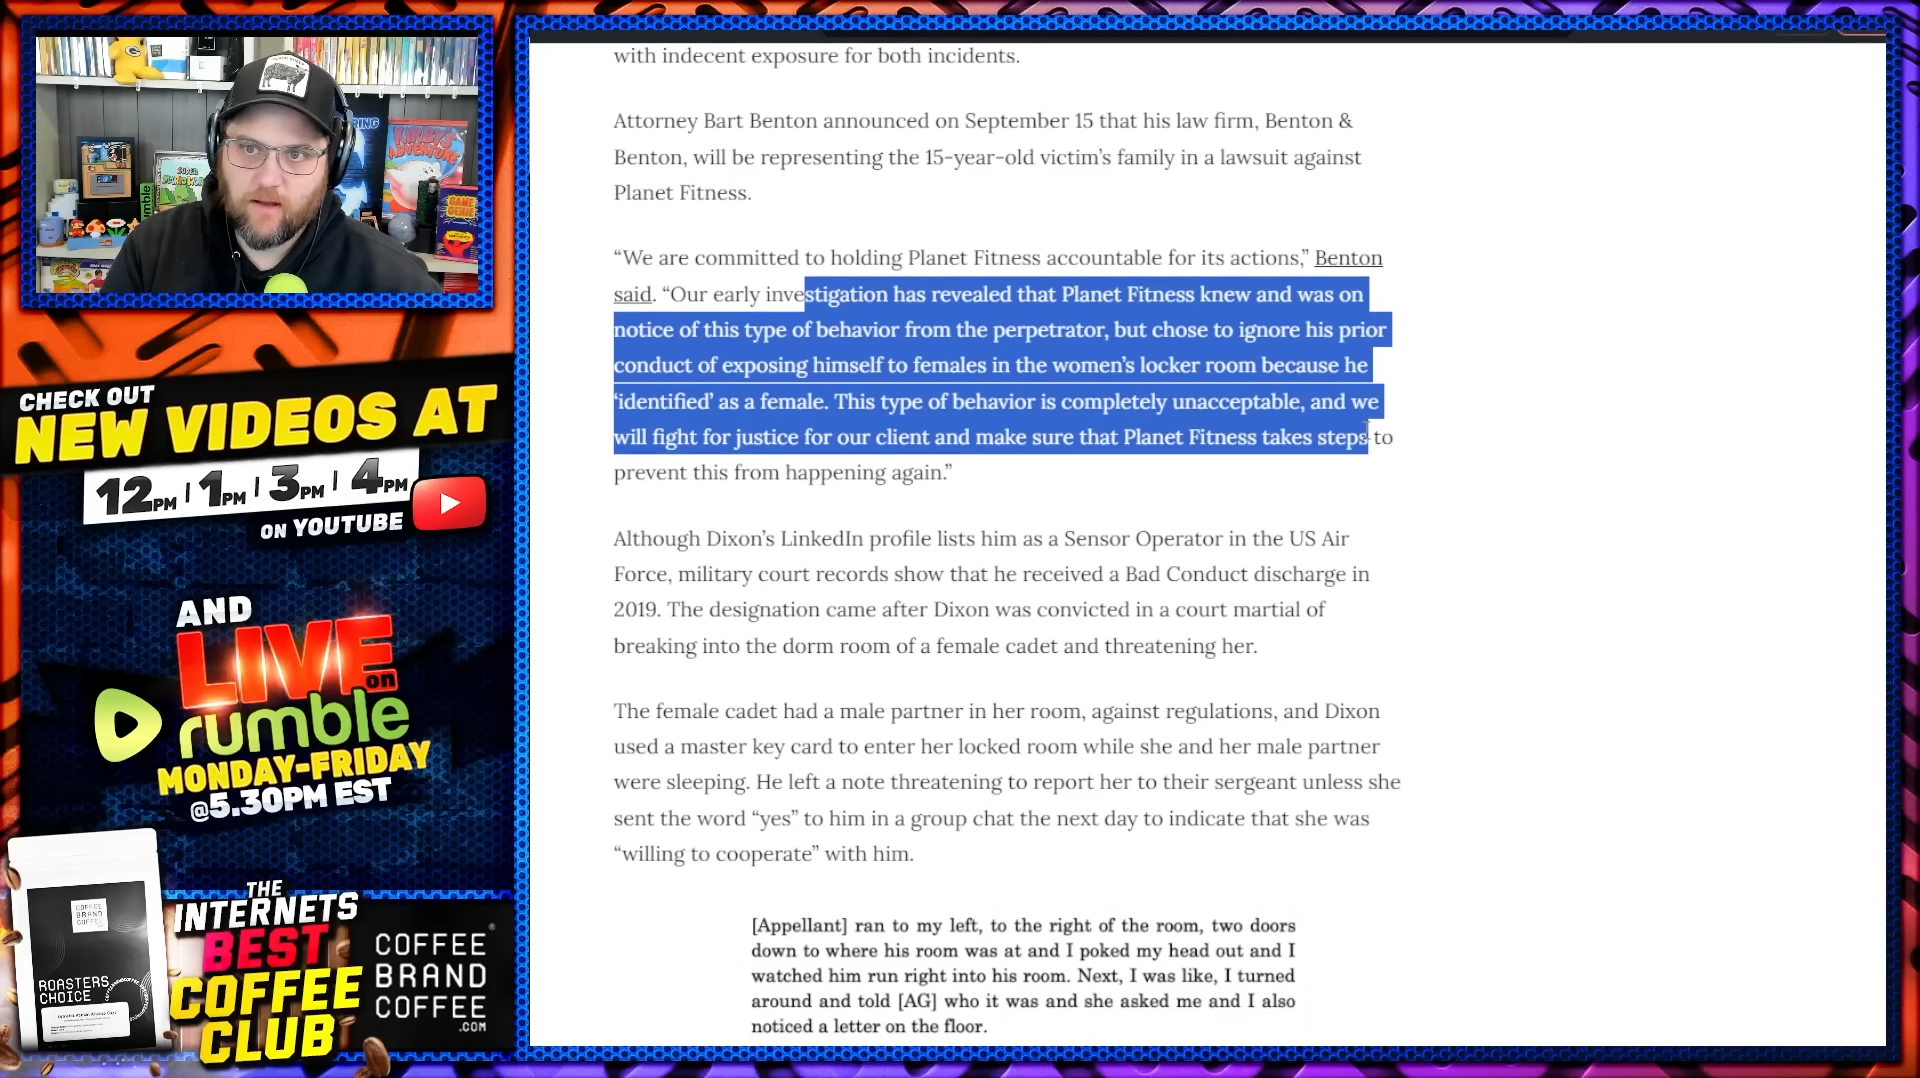 with indecent exposure for both incidents.
Attorney Bart Benton announced on September 15 that his law firm, Benton &
Benton, will be representing the 15-year-old victim’s family in a lawsuit against
Planet Fitness.
“We are committed to holding Planet Fitness accountable for its actions,” Benton
said. “Our early investigation has revealed that Planet Fitness knew and was on
notice of this type of behavior from the perpetrator, but chose to ignore his prior
conduct of exposing himself to females in the women’s locker room because he
‘identified’ as a female. This type of behavior is completely unacceptable, and we
will fight for justice for our client and make sure that Planet Fitness takes steps to
prevent this from happening again.”
Although Dixon’s LinkedIn profile lists him as a Sensor Operator in the US Air
Force, military court records show that he received a Bad Conduct discharge in
2019. The designation came after Dixon was convicted in a court martial of
breaking into the dorm room of a female cadet and threatening her.
The female cadet had a male partner in her room, against regulations, and Dixon
used a master key card to enter her locked room while she and her male partner
were sleeping. He left a note threatening to report her to their sergeant unless she
sent the word “yes” to him in a group chat the next day to indicate that she was
“willing to cooperate” with him.
[Appellant] ran to my left, to the right of the room, two doors
down to where his room was at and I poked my head out and I
watched him run right into his room. Next, I was like, I turned
around and told [AG] who it was and she asked me and I also
noticed a letter on the floor.
KIRBY'S
ADVENTURE
GAME
GENIE
rumble
CHECK OUT
NEW VIDEOS AT
12PM | 1PM | 3PM | 4PM
ON YOUTUBE
AND
LIVE
on
rumble
MONDAY-FRIDAY
@5.30PM EST
THE
INTERNETS
BEST
COFFEE
CLUB
COFFEE
BRAND
COFFEE
.COM
COFFEE
BRAND
COFFEE
ROASTERS
CHOICE